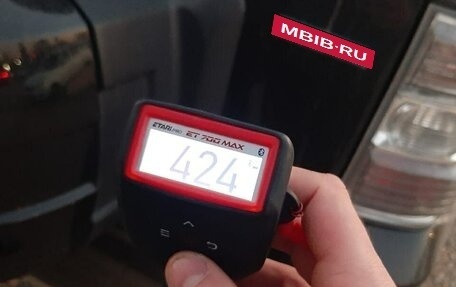 MBIB·RU
ETARI PRO ET 700 MAX
424